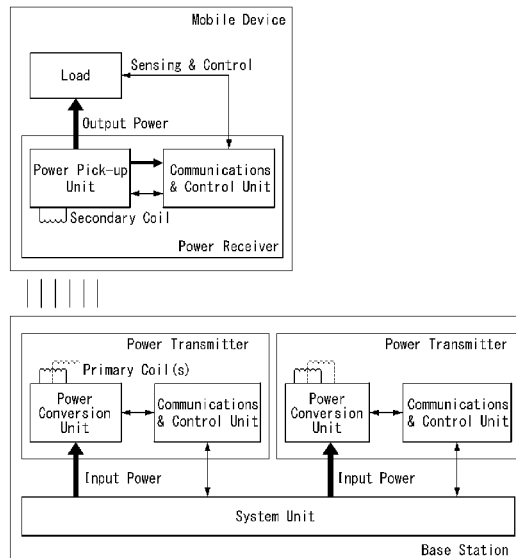 Mobile Device
Load
Sensing & Control
Output Power
Power Pick-up
Unit
Communications
& Control Unit
Secondary Coil
Power Receiver
Power Transmitter
Primary Coil(s)
Power
Conversion
Unit
Communications
& Control Unit
Input Power
Power Transmitter
Power
Conversion
Unit
Communications
& Control Unit
Input Power
System Unit
Base Station